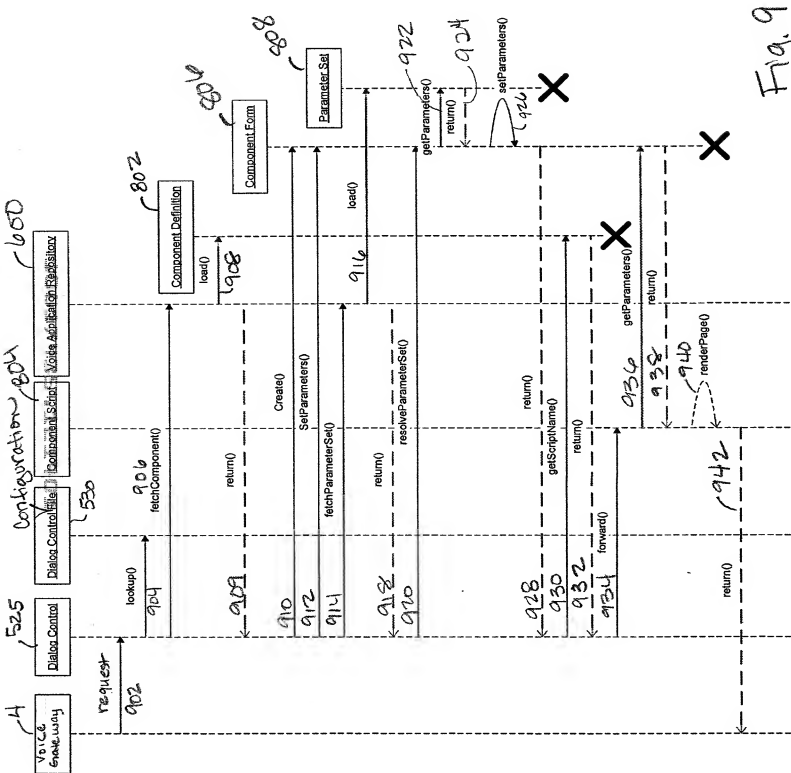 4
Voice Gateway
525
Dialog Control
Configuration
Dialog Control File
530
804
Component Script
600
Voice Application Repository
802
Component Definition
806
Component Form
808
Parameter Set
request
902
lookup()
904
906
fetchComponent()
load()
908
return()
909
Create()
910
SetParameters()
912
fetchParameterSet()
914
load()
916
return()
918
resolveParameterSet()
920
getParameters()
922
return()
924
setParameters()
926
return()
928
getScriptName()
930
return()
932
forward()
934
getParameters()
936
return()
938
940
renderPage()
942
return()
Fig. 9